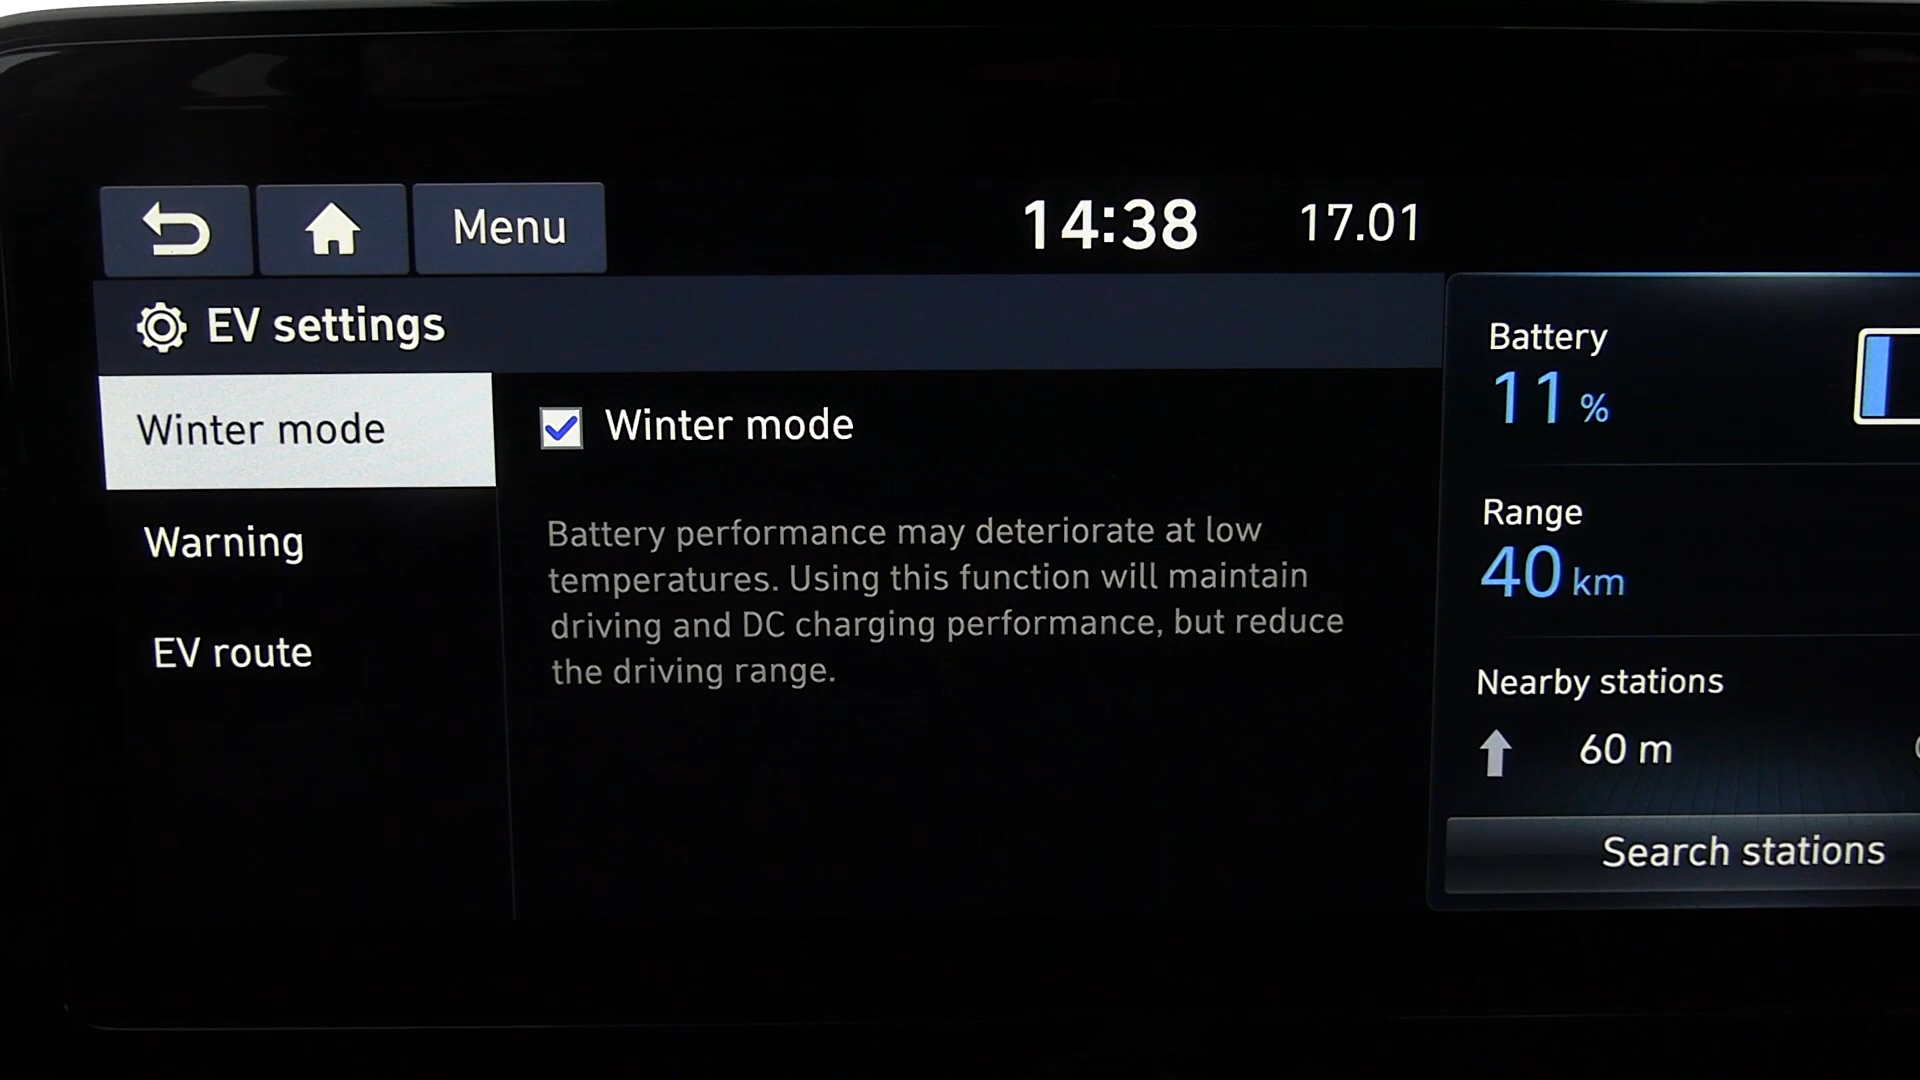 Menu
14:38
17.01
EV settings
Winter mode
Warning
EV route
Winter mode
Battery performance may deteriorate at low
temperatures. Using this function will maintain
driving and DC charging performance, but reduce
the driving range.
Battery
11 %
Range
40 km
Nearby stations
60 m
Search stations